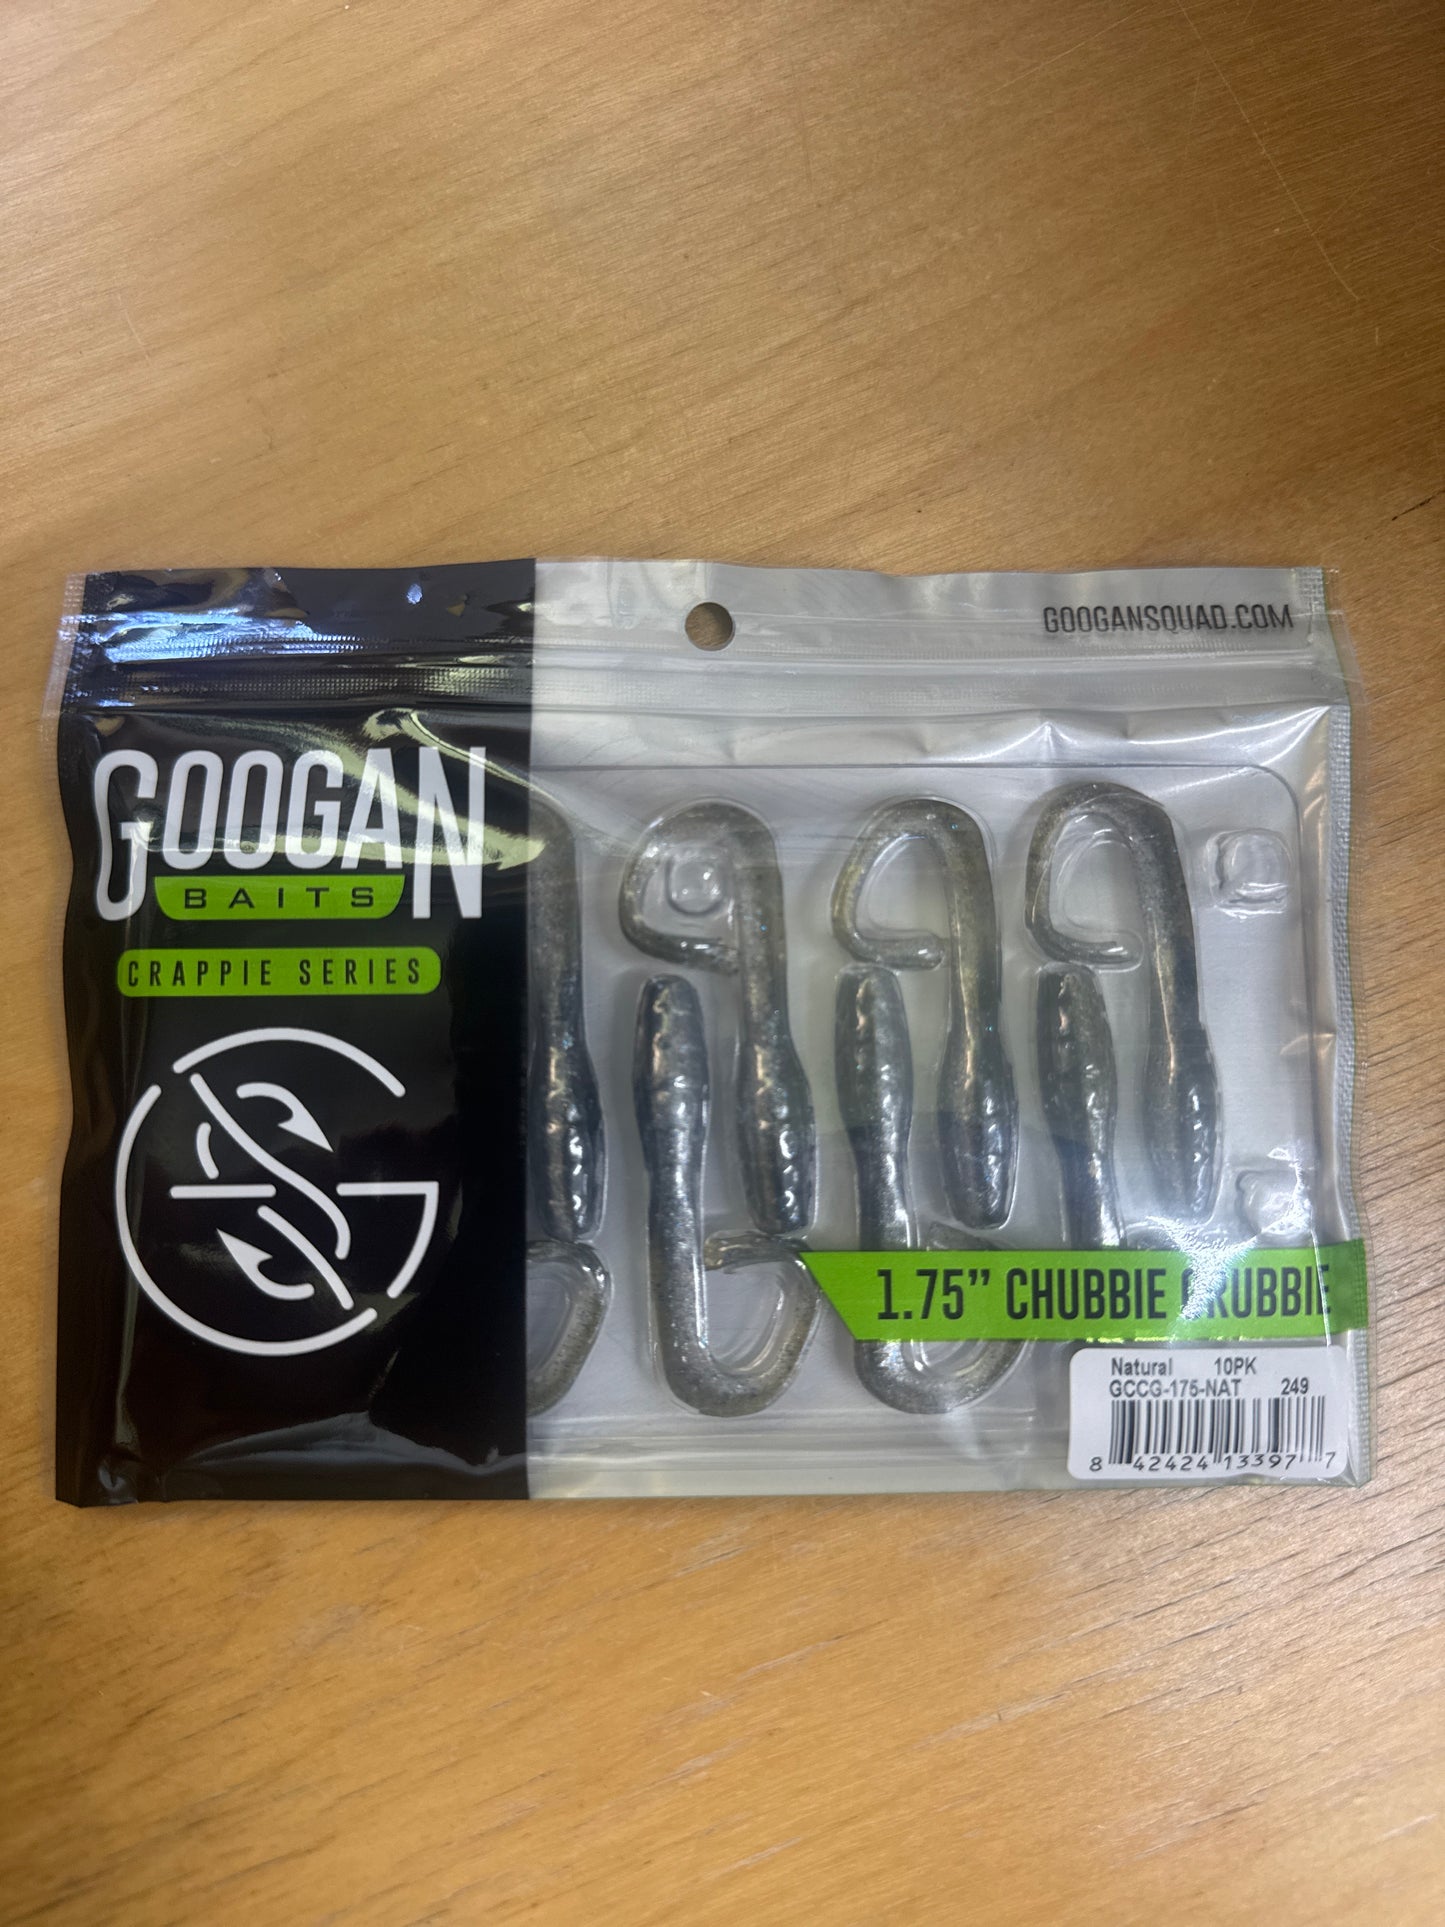 GOOGANSQUAD.COM
GOOGAN
BAITS
CRAPPIE SERIES
1.75” CHUBBIE GRUBBIE
Natural 10PK
GCCG-175-NAT 249
8 42424 13397 7